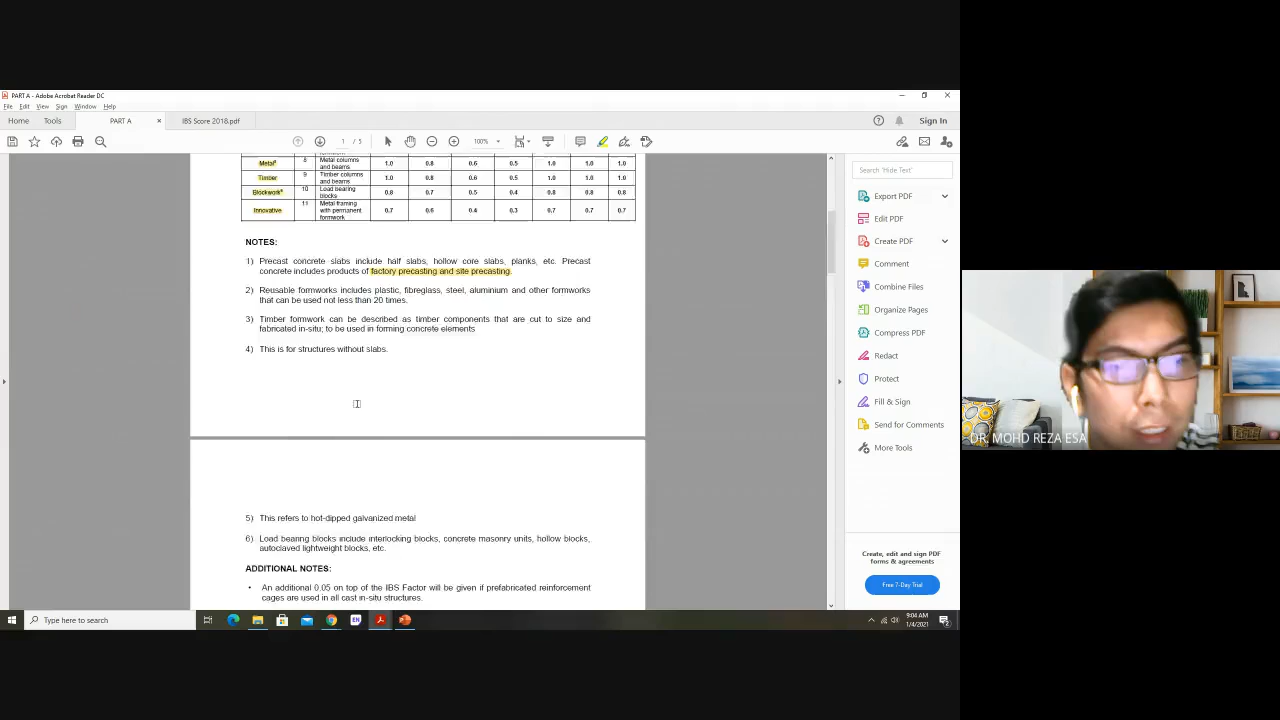 PART A - Adobe Acrobat Reader DC
File Edit View Sign Window Help
Home Tools PART A × IBS Score 2018.pdf Sign In
1 / 5 100%
Metal 8 Metal columns and beams 1.0 0.8 0.6 0.5 1.0 1.0 1.0
Timber 9 Timber columns and beams 1.0 0.8 0.6 0.5 1.0 1.0 1.0
Blockwork⁶ 10 Load bearing blocks 0.8 0.7 0.5 0.4 0.8 0.8 0.8
Innovative 11 Metal framing with permanent formwork 0.7 0.6 0.4 0.3 0.7 0.7 0.7
NOTES:
1) Precast concrete slabs include half slabs, hollow core slabs, planks, etc. Precast
concrete includes products of factory precasting and site precasting.
2) Reusable formworks includes plastic, fibreglass, steel, aluminium and other formworks
that can be used not less than 20 times.
3) Timber formwork can be described as timber components that are cut to size and
fabricated in-situ; to be used in forming concrete elements
4) This is for structures without slabs.
5) This refers to hot-dipped galvanized metal
6) Load bearing blocks include interlocking blocks, concrete masonry units, hollow blocks,
autoclaved lightweight blocks, etc.
ADDITIONAL NOTES:
• An additional 0.05 on top of the IBS Factor will be given if prefabricated reinforcement
cages are used in all cast in-situ structures.
Search "Hide Text"
Export PDF
Edit PDF
Create PDF
Comment
Combine Files
Organize Pages
Compress PDF
Redact
Protect
Fill & Sign
Send for Comments
More Tools
Create, edit and sign PDF
forms & agreements
Free 7-Day Trial
DR. MOHD REZA ESA
Type here to search
EN
9:04 AM
1/4/2021